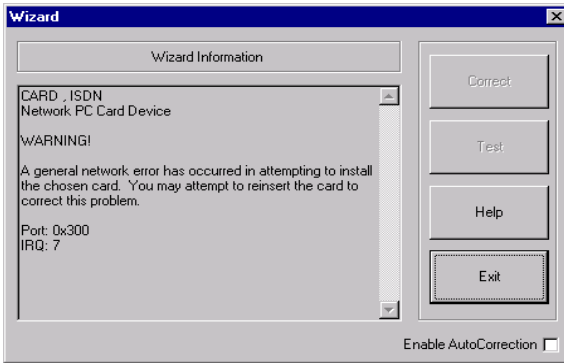 Wizard
Wizard Information
CARD , ISDN
Network PC Card Device
WARNING!
A general network error has occurred in attempting to install
the chosen card.  You may attempt to reinsert the card to
correct this problem.
Port: 0x300
IRQ: 7
Correct
Test
Help
Exit
Enable AutoCorrection